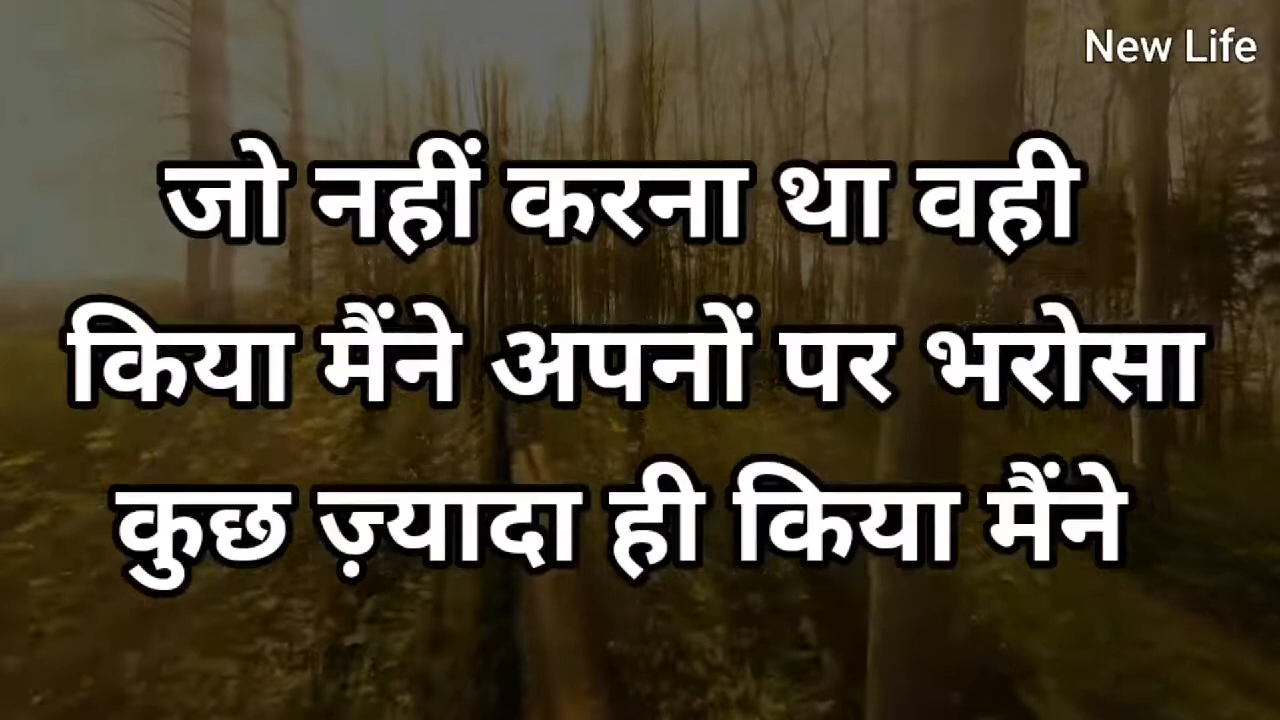 New Life
जो नहीं करना था वही
किया मैंने अपनों पर भरोसा
कुछ ज़्यादा ही किया मैंने